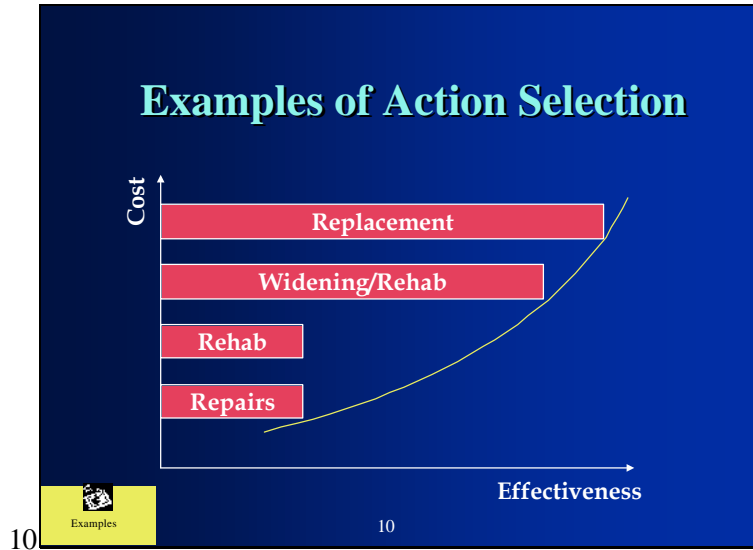 Examples of Action Selection
Cost
Replacement
Widening/Rehab
Rehab
Repairs
Effectiveness
Examples
10
10